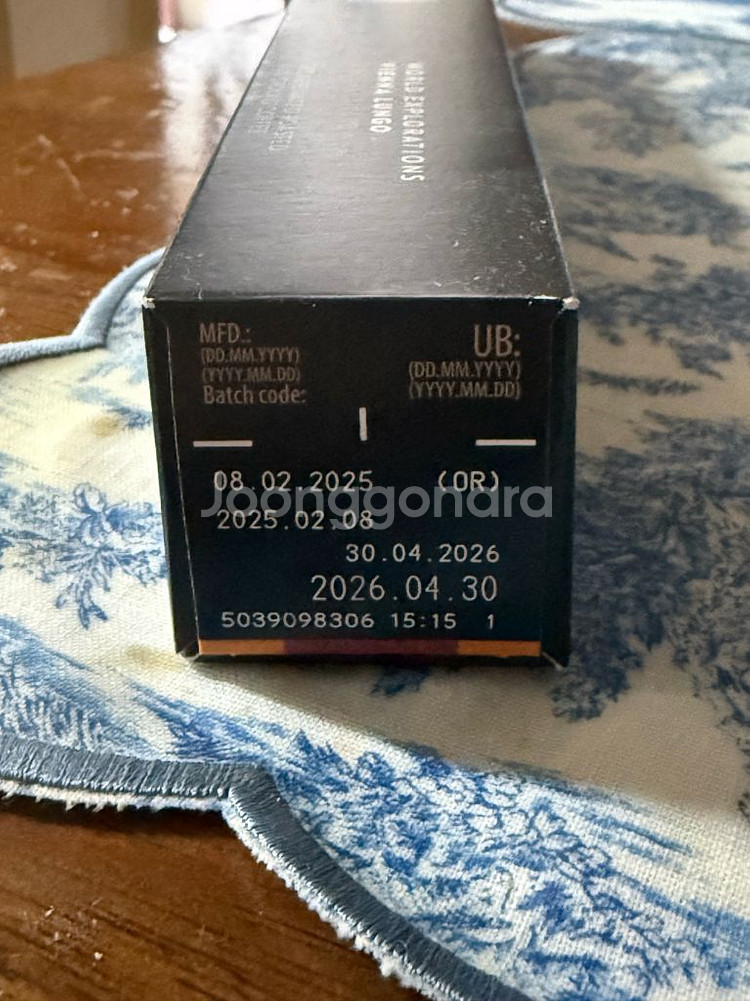 WORLD EXPLORATIONS
VIENNA LUNGO
MFD.:
(DD.MM.YYYY)
(YYYY.MM.DD)
Batch code:
UB:
(DD.MM.YYYY)
(YYYY.MM.DD)
08.02.2025 (OR)
Joonggonara
2025.02.08
30.04.2026
2026.04.30
5039098306 15:15 1